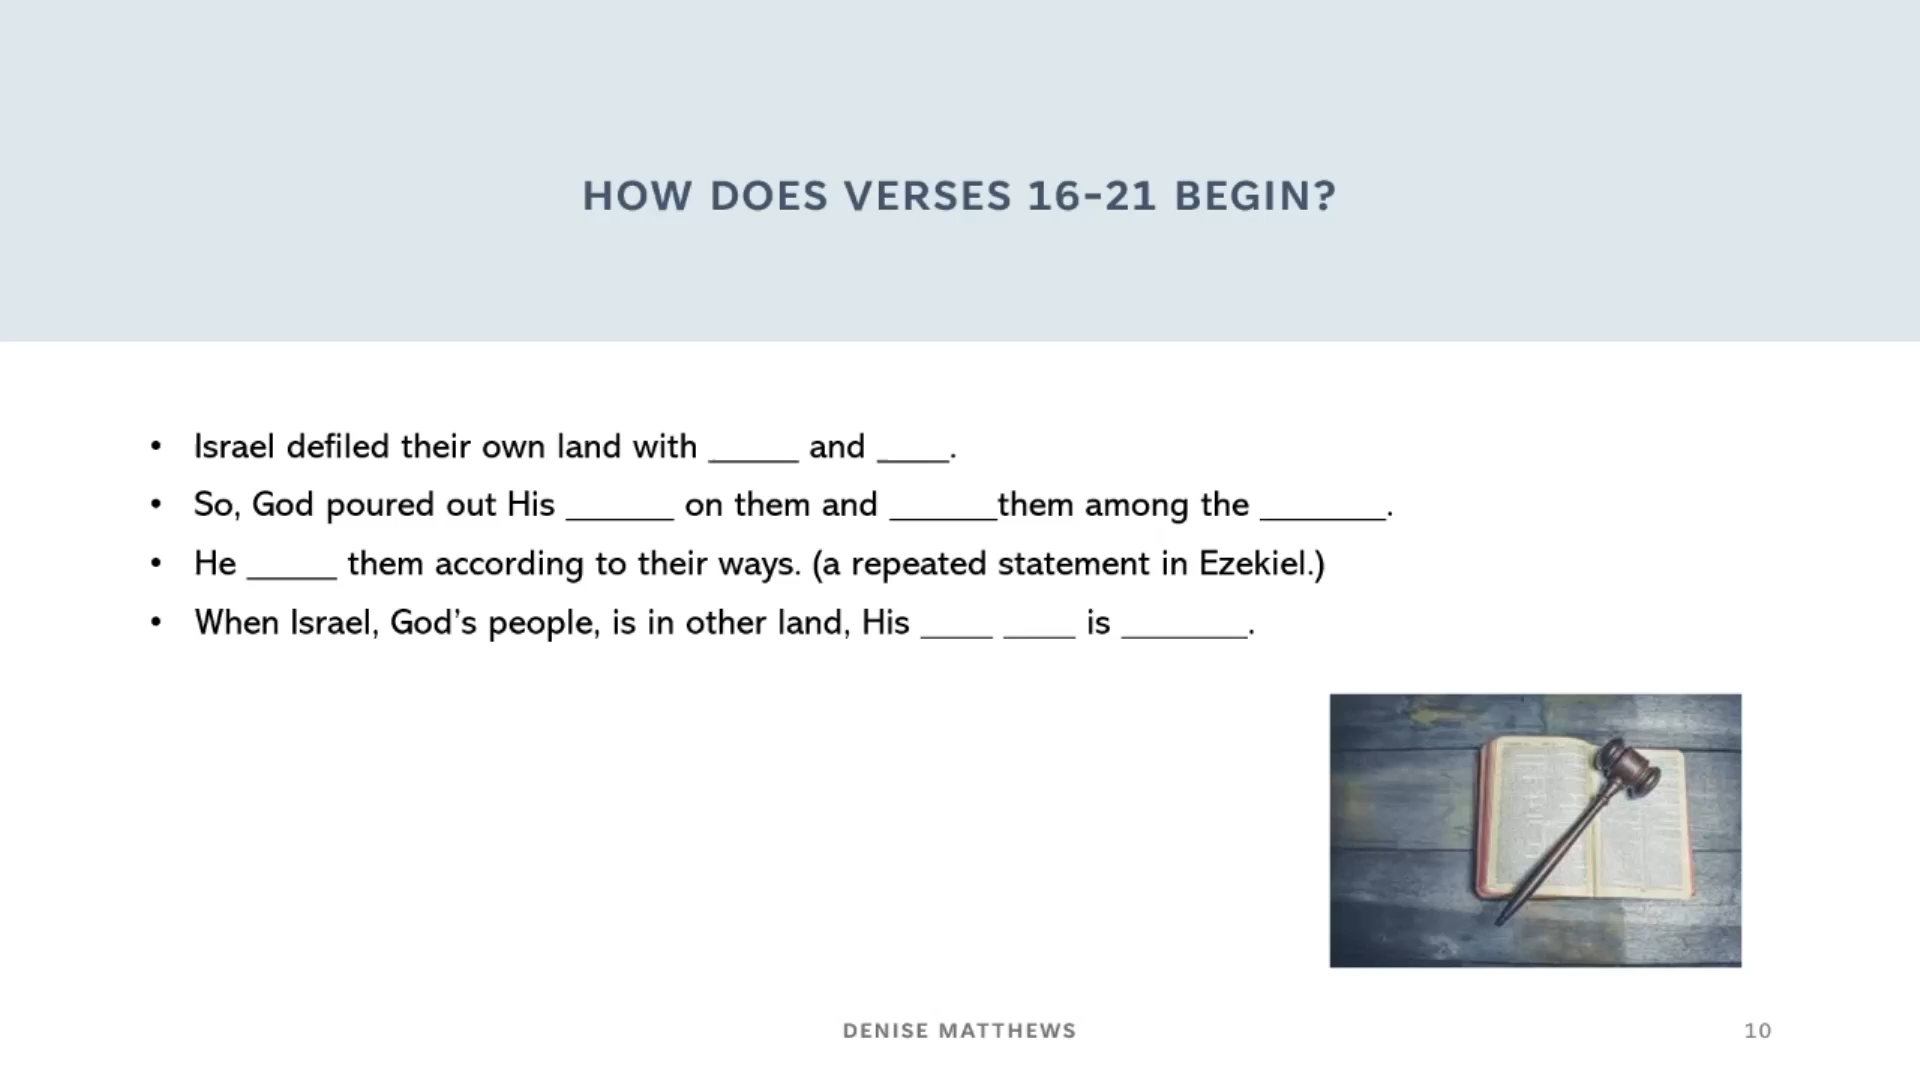 HOW DOES VERSES 16-21 BEGIN?
• Israel defiled their own land with _____ and ____.
• So, God poured out His ______ on them and ______them among the _______.
• He _____ them according to their ways. (a repeated statement in Ezekiel.)
• When Israel, God’s people, is in other land, His ____ ____ is _______.
DENISE MATTHEWS
10